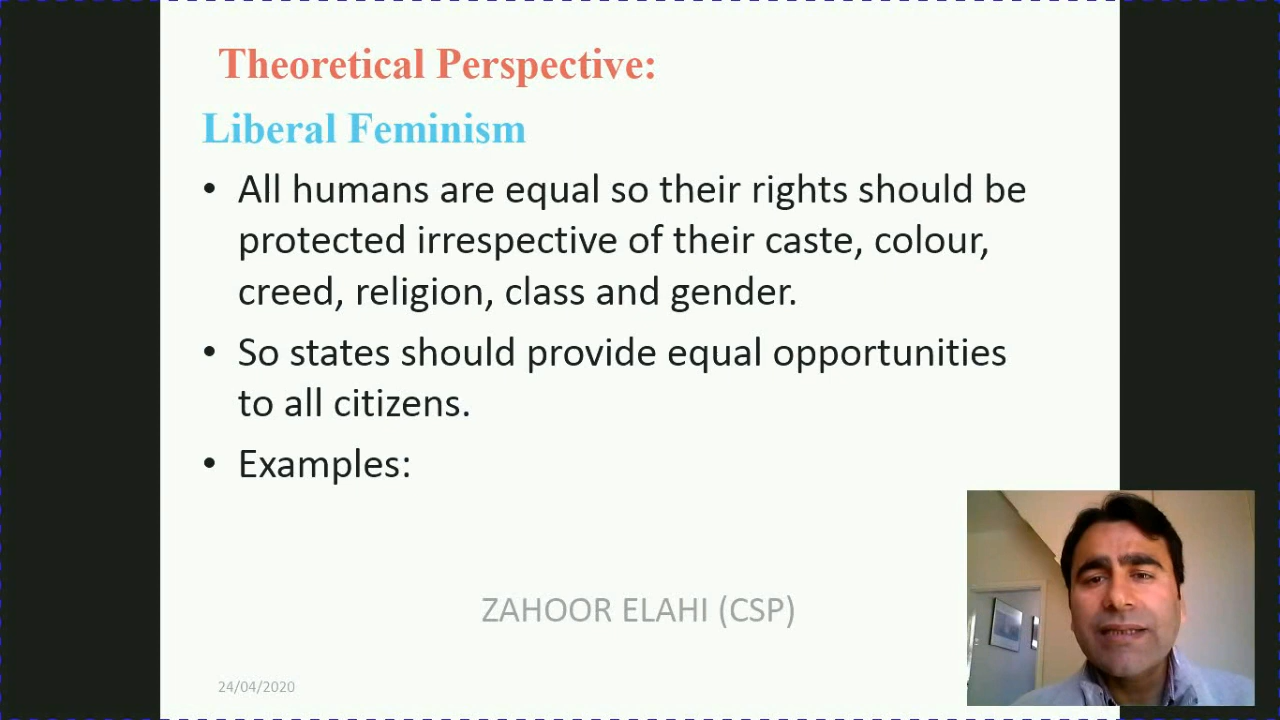 Theoretical Perspective:
Liberal Feminism
• All humans are equal so their rights should be
protected irrespective of their caste, colour,
creed, religion, class and gender.
• So states should provide equal opportunities
to all citizens.
• Examples:
ZAHOOR ELAHI (CSP)
24/04/2020